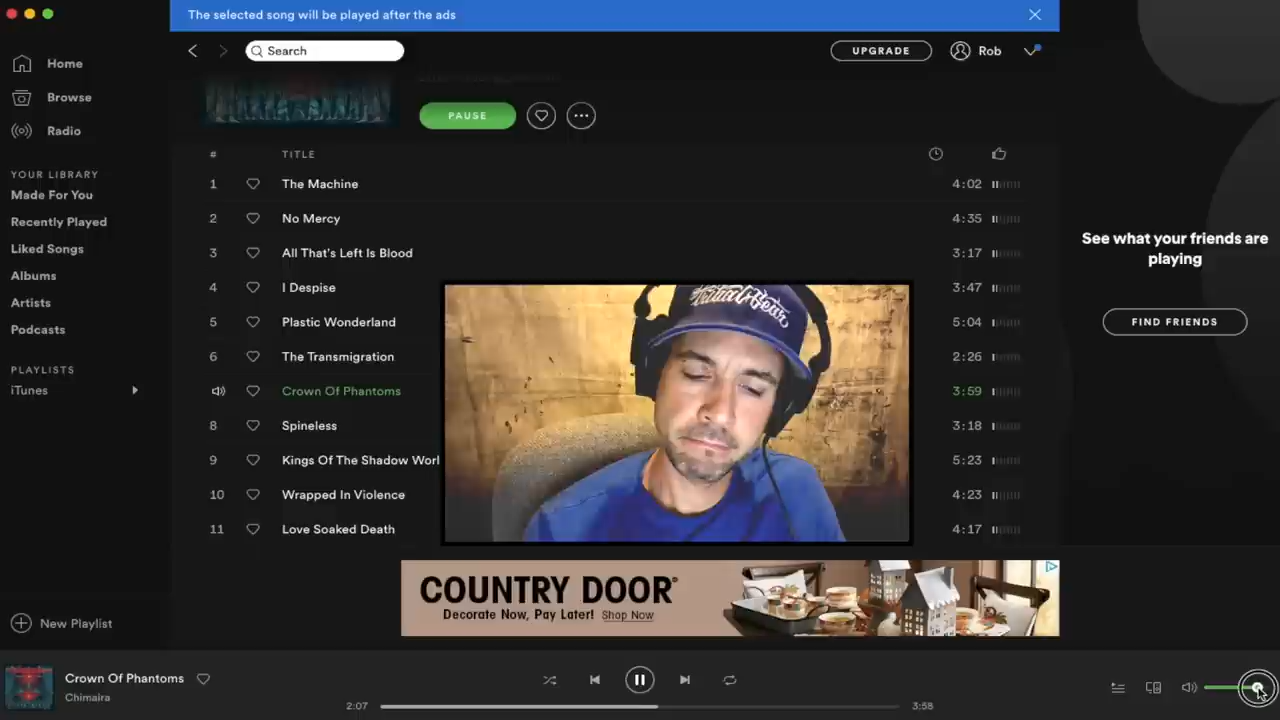 The selected song will be played after the ads
Search
UPGRADE
Rob
Home
Browse
Radio
YOUR LIBRARY
Made For You
Recently Played
Liked Songs
Albums
Artists
Podcasts
PLAYLISTS
iTunes
New Playlist
PAUSE
# TITLE
1 The Machine 4:02
2 No Mercy 4:35
3 All That's Left Is Blood 3:17
4 I Despise 3:47
5 Plastic Wonderland 5:04
6 The Transmigration 2:26
Crown Of Phantoms 3:59
8 Spineless 3:18
9 Kings Of The Shadow Worl 5:23
10 Wrapped In Violence 4:23
11 Love Soaked Death 4:17
See what your friends are
playing
FIND FRIENDS
COUNTRY DOOR®
Decorate Now, Pay Later! Shop Now
Crown Of Phantoms
Chimaira
2:07
3:58